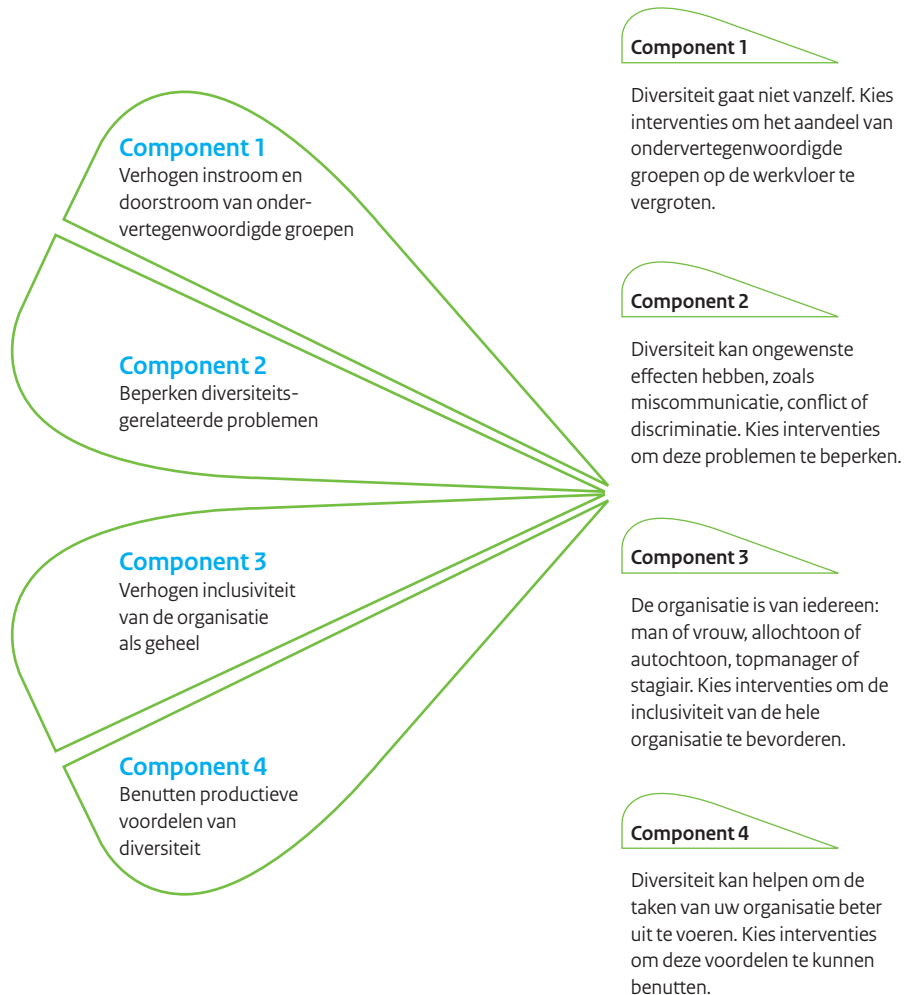 Component 1
Verhogen instroom en
doorstroom van onder-
vertegenwoordigde groepen
Component 2
Beperken diversiteits-
gerelateerde problemen
Component 3
Verhogen inclusiviteit
van de organisatie
als geheel
Component 4
Benutten productieve
voordelen van
diversiteit
Component 1
Diversiteit gaat niet vanzelf. Kies
interventies om het aandeel van
ondervertegenwoordigde
groepen op de werkvloer te
vergroten.
Component 2
Diversiteit kan ongewenste
effecten hebben, zoals
miscommunicatie, conflict of
discriminatie. Kies interventies
om deze problemen te beperken.
Component 3
De organisatie is van iedereen:
man of vrouw, allochtoon of
autochtoon, topmanager of
stagiair. Kies interventies om de
inclusiviteit van de hele
organisatie te bevorderen.
Component 4
Diversiteit kan helpen om de
taken van uw organisatie beter
uit te voeren. Kies interventies
om deze voordelen te kunnen
benutten.